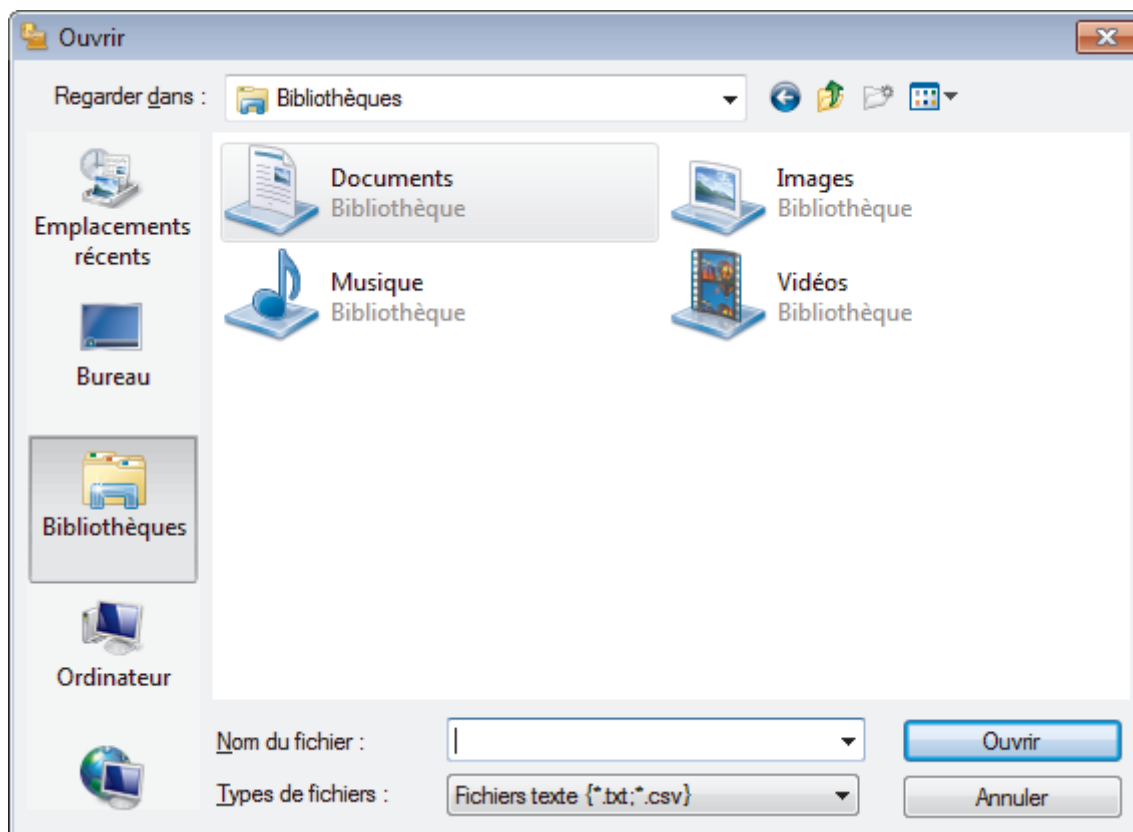 Ouvrir
Regarder dans :
Bibliothèques
Emplacements
récents
Bureau
Bibliothèques
Ordinateur
Documents
Bibliothèque
Images
Bibliothèque
Musique
Bibliothèque
Vidéos
Bibliothèque
Nom du fichier :
Ouvrir
Types de fichiers :
Fichiers texte {*.txt;*.csv}
Annuler